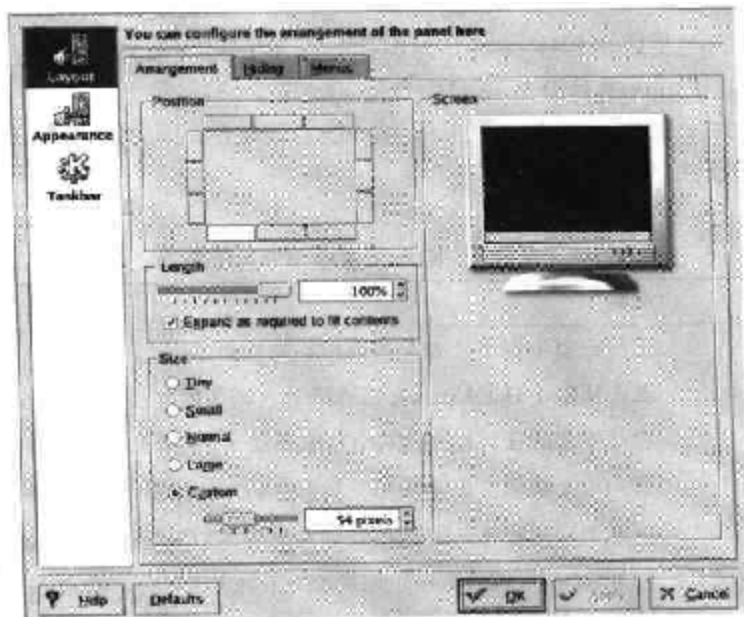 You can configure the arrangement of the panel here
Layout
Appearance
Taskbar
Arrangement Hiding Menus
Position
Screen
Length
100%
Expand as required to fit contents
Size
Tiny
Small
Normal
Large
Custom
54 pixels
Help Defaults OK Apply Cancel